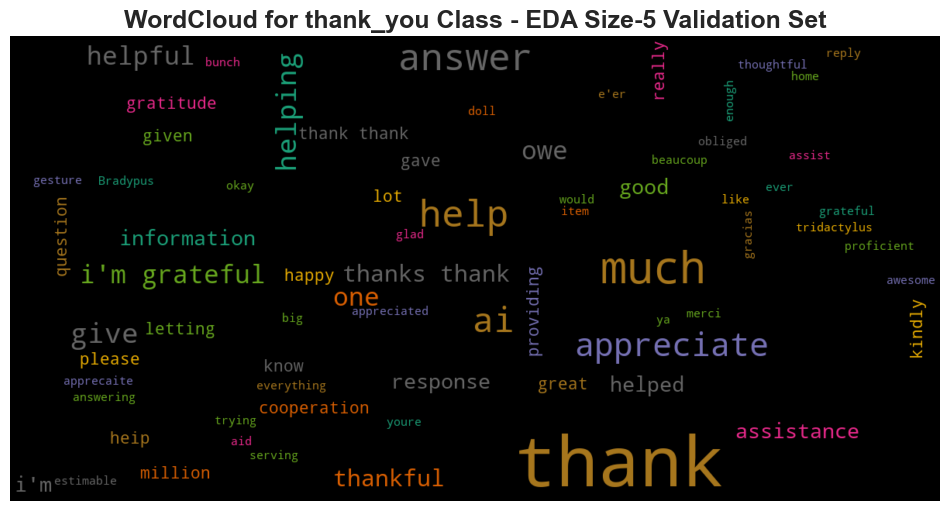 WordCloud for thank_you Class - EDA Size-5 Validation Set
helpful
bunch
answer
really
thoughtful
reply
home
helping
gratitude
given
doll
e'er
enough
thank thank
gave
owe
obliged
beaucoup
assist
gesture
Bradypus
okay
lot
good
would
item
like
ever
grateful
tridactylus
proficient
question
information
help
glad
gracias
much
i'm grateful
happy
thanks thank
one
appreciated
ai
providing
awesome
kindly
big
ya
merci
give
letting
appreciate
please
know
apprecaite
answering
everything
response
great
helped
cooperation
trying
youre
assistance
heip
aid
serving
million
thankful
thank
i'm
estimable